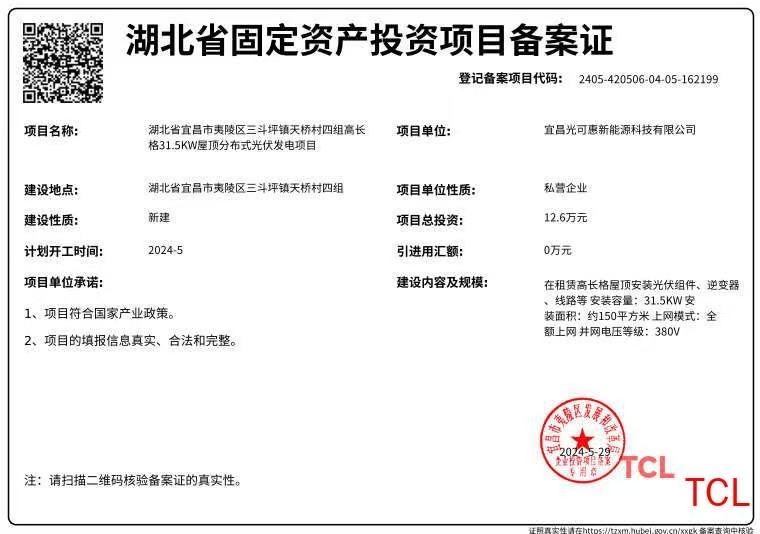 湖北省固定资产投资项目备案证
登记备案项目代码: 2405-420506-04-05-162199
项目名称: 湖北省宜昌市夷陵区三斗坪镇天桥村四组高长
格31.5KW屋顶分布式光伏发电项目
项目单位: 宜昌光可惠新能源科技有限公司
建设地点: 湖北省宜昌市夷陵区三斗坪镇天桥村四组
项目单位性质: 私营企业
建设性质: 新建
项目总投资: 12.6万元
计划开工时间: 2024-5
引进用汇额: 0万元
项目单位承诺:
1、项目符合国家产业政策。
2、项目的填报信息真实、合法和完整。
建设内容及规模: 在租赁高长格屋顶安装光伏组件、逆变器
、线路等 安装容量：31.5KW 安
装面积：约150平方米 上网模式：全
额上网 并网电压等级：380V
宜昌市夷陵区发展和改革局
2024-5-29
企业投资项目备案
专用章
TCL
TCL
注：请扫描二维码核验备案证的真实性。
证照真实性请在https://tzxm.hubei.gov.cn/xxgk 备案查询中核验